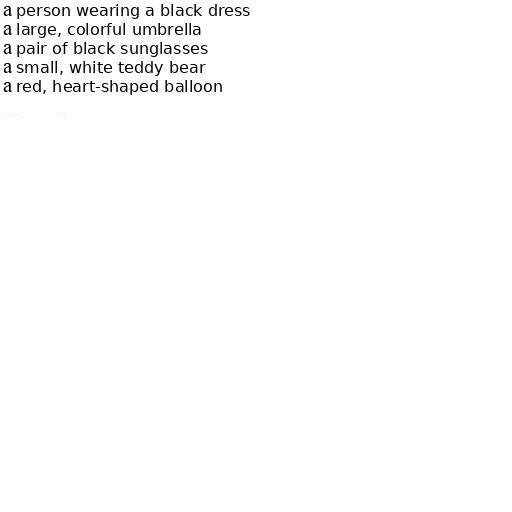 a person wearing a black dress
a large, colorful umbrella
a pair of black sunglasses
a small, white teddy bear
a red, heart-shaped balloon